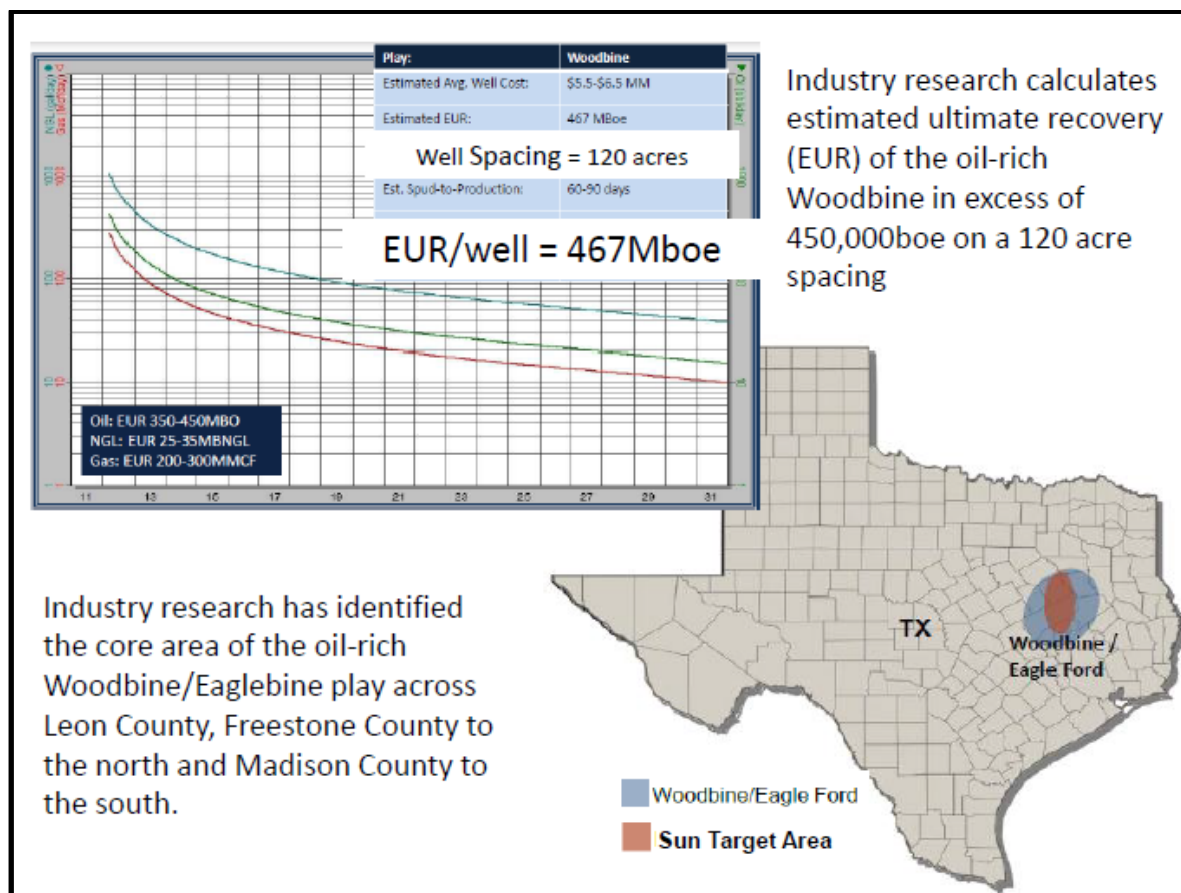 Play: Woodbine
Estimated Avg. Well Cost: $5.5-$6.5 MM
Estimated EUR: 467 MBoe
Well Spacing = 120 acres
Est. Spud-to-Production: 60-90 days
EUR/well = 467Mboe
1000 1000
100 100
10 10
1 1
Oil: EUR 350-450MBO
NGL: EUR 25-35MBNGL
Gas: EUR 200-300MMCF
11 13 15 17 19 21 23 25 27 29 31
Industry research calculates
estimated ultimate recovery
(EUR) of the oil-rich
Woodbine in excess of
450,000boe on a 120 acre
spacing
Industry research has identified
the core area of the oil-rich
Woodbine/Eaglebine play across
Leon County, Freestone County to
the north and Madison County to
the south.
TX
Woodbine /
Eagle Ford
Woodbine/Eagle Ford
Sun Target Area